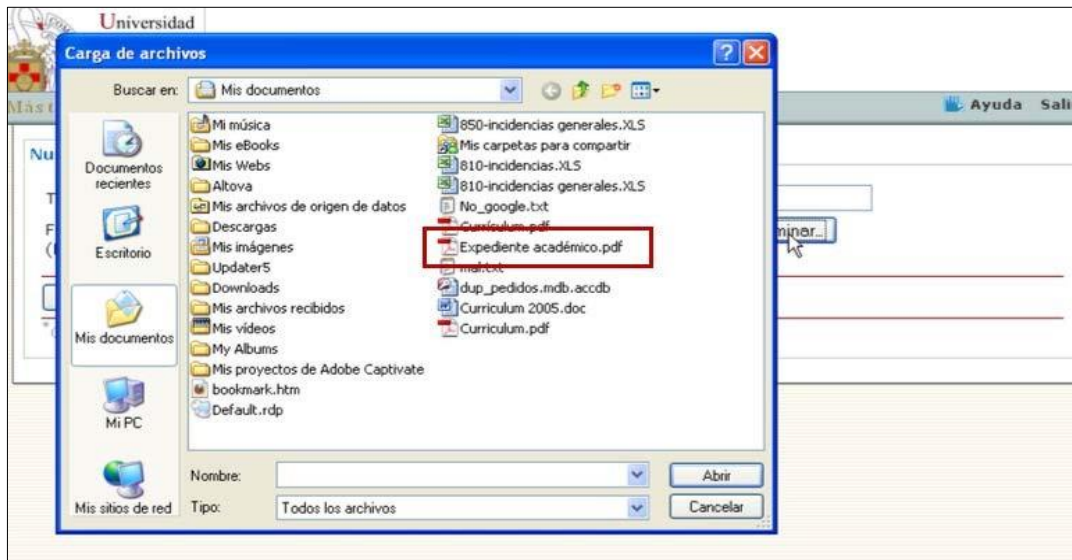 Universidad
Carga de archivos
Buscar en:
Mis documentos
Ayuda
Documentos
recientes
Escritorio
Mis documentos
Mi PC
Mis sitios de red
Mi música
Mis eBooks
Mis Webs
Altova
Mis archivos de origen de datos
Descargas
Mis imágenes
Updater5
Downloads
Mis archivos recibidos
Mis vídeos
My Albums
Mis proyectos de Adobe Captivate
bookmark.htm
Default.rdp
850-incidencias generales.XLS
Mis carpetas para compartir
810-incidencias.XLS
810-incidencias generales.XLS
No_google.txt
Expediente académico.pdf
dup_pedidos.mdb.accdb
Curriculum 2005.doc
Curriculum.pdf
Nombre:
Abrir
Tipo:
Todos los archivos
Cancelar